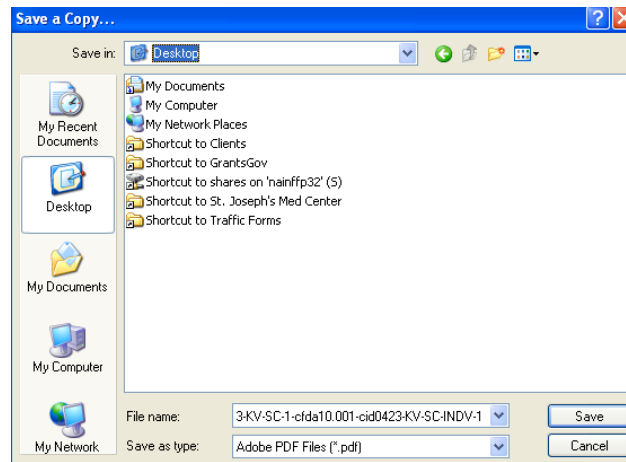 Save a Copy...
Save in:
Desktop
My Recent
Documents
Desktop
My Documents
My Computer
My Network
My Documents
My Computer
My Network Places
Shortcut to Clients
Shortcut to GrantsGov
Shortcut to shares on 'nainffp32' (S)
Shortcut to St. Joseph's Med Center
Shortcut to Traffic Forms
File name:
3-KV-SC-1-cfda10.001-cid0423-KV-SC-INDV-1
Save
Save as type:
Adobe PDF Files (*.pdf)
Cancel